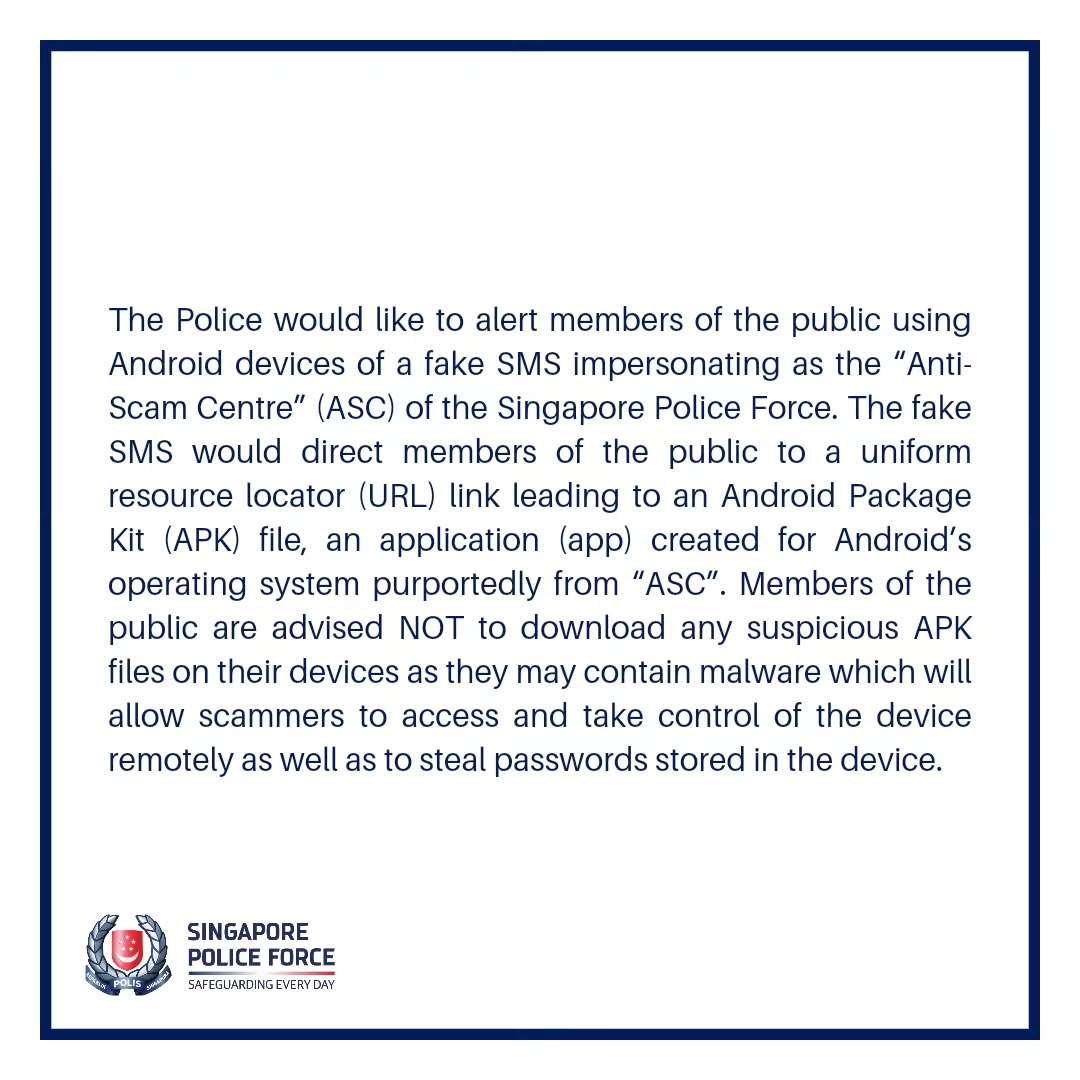 The Police would like to alert members of the public using
Android devices of a fake SMS impersonating as the “Anti-
Scam Centre” (ASC) of the Singapore Police Force. The fake
SMS would direct members of the public to a uniform
resource locator (URL) link leading to an Android Package
Kit (APK) file, an application (app) created for Android’s
operating system purportedly from “ASC”. Members of the
public are advised NOT to download any suspicious APK
files on their devices as they may contain malware which will
allow scammers to access and take control of the device
remotely as well as to steal passwords stored in the device.
POLIS
SINGAPORE
POLICE FORCE
SAFEGUARDING EVERY DAY